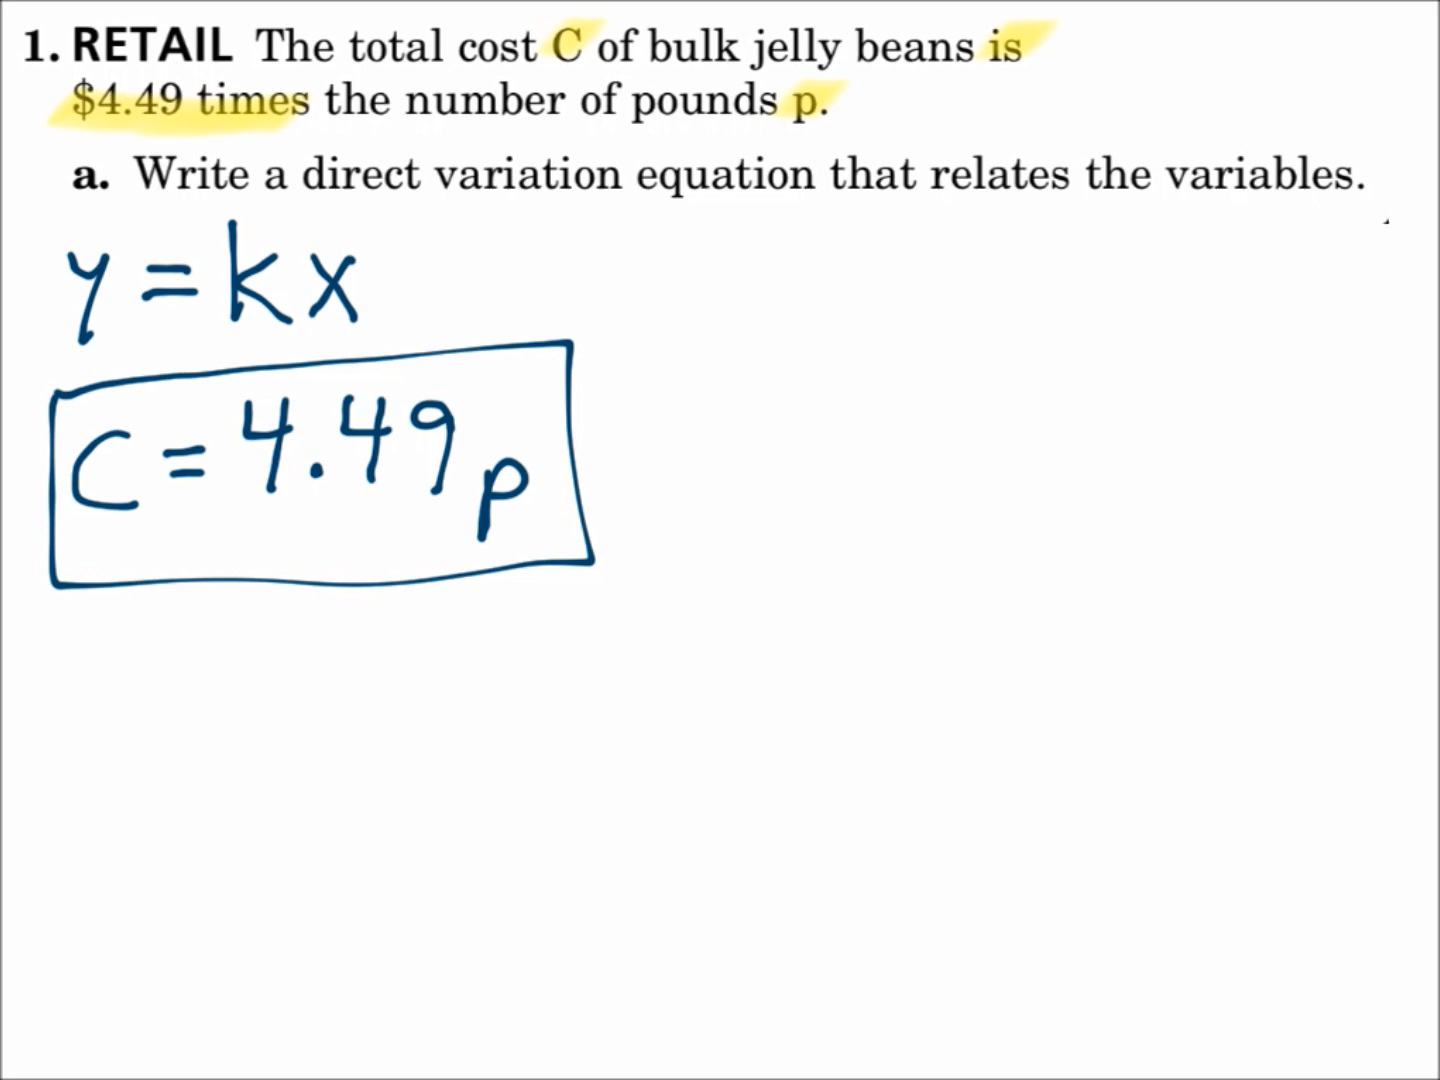 1. RETAIL The total cost C of bulk jelly beans is
$4.49 times the number of pounds p.
a. Write a direct variation equation that relates the variables.
y = kx
C = 4.49p